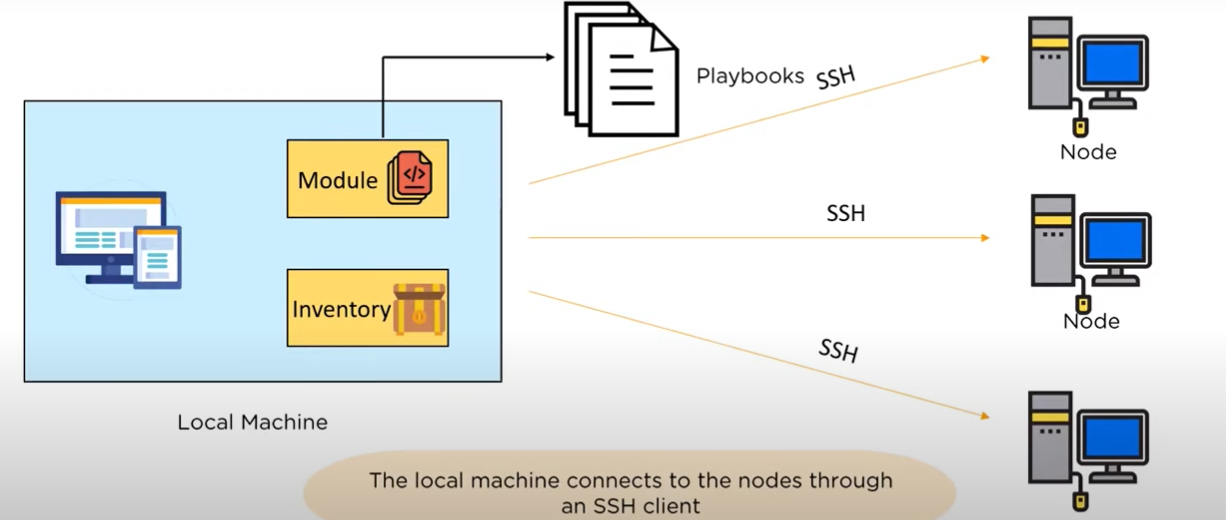 Playbooks
SSH
Module </>
Node
SSH
Inventory
Node
SSH
Local Machine
The local machine connects to the nodes through
an SSH client